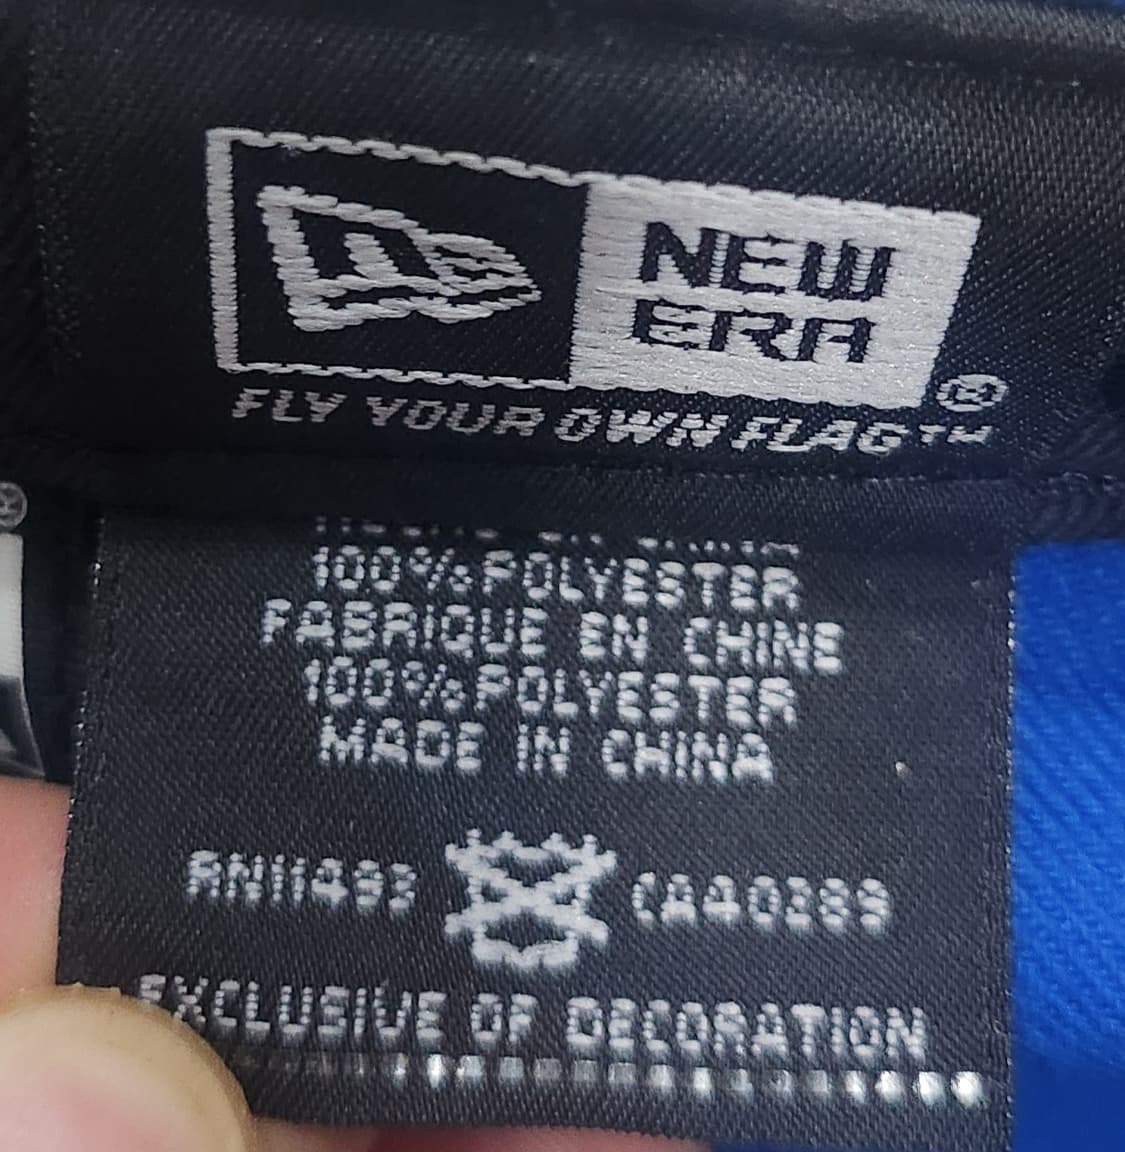 NEW
ERA
®
FLY YOUR OWN FLAG™
®
100% POLYESTER
FABRIQUE EN CHINE
100% POLYESTER
MADE IN CHINA
RN11493 CA40289
EXCLUSIVE OF DECORATION